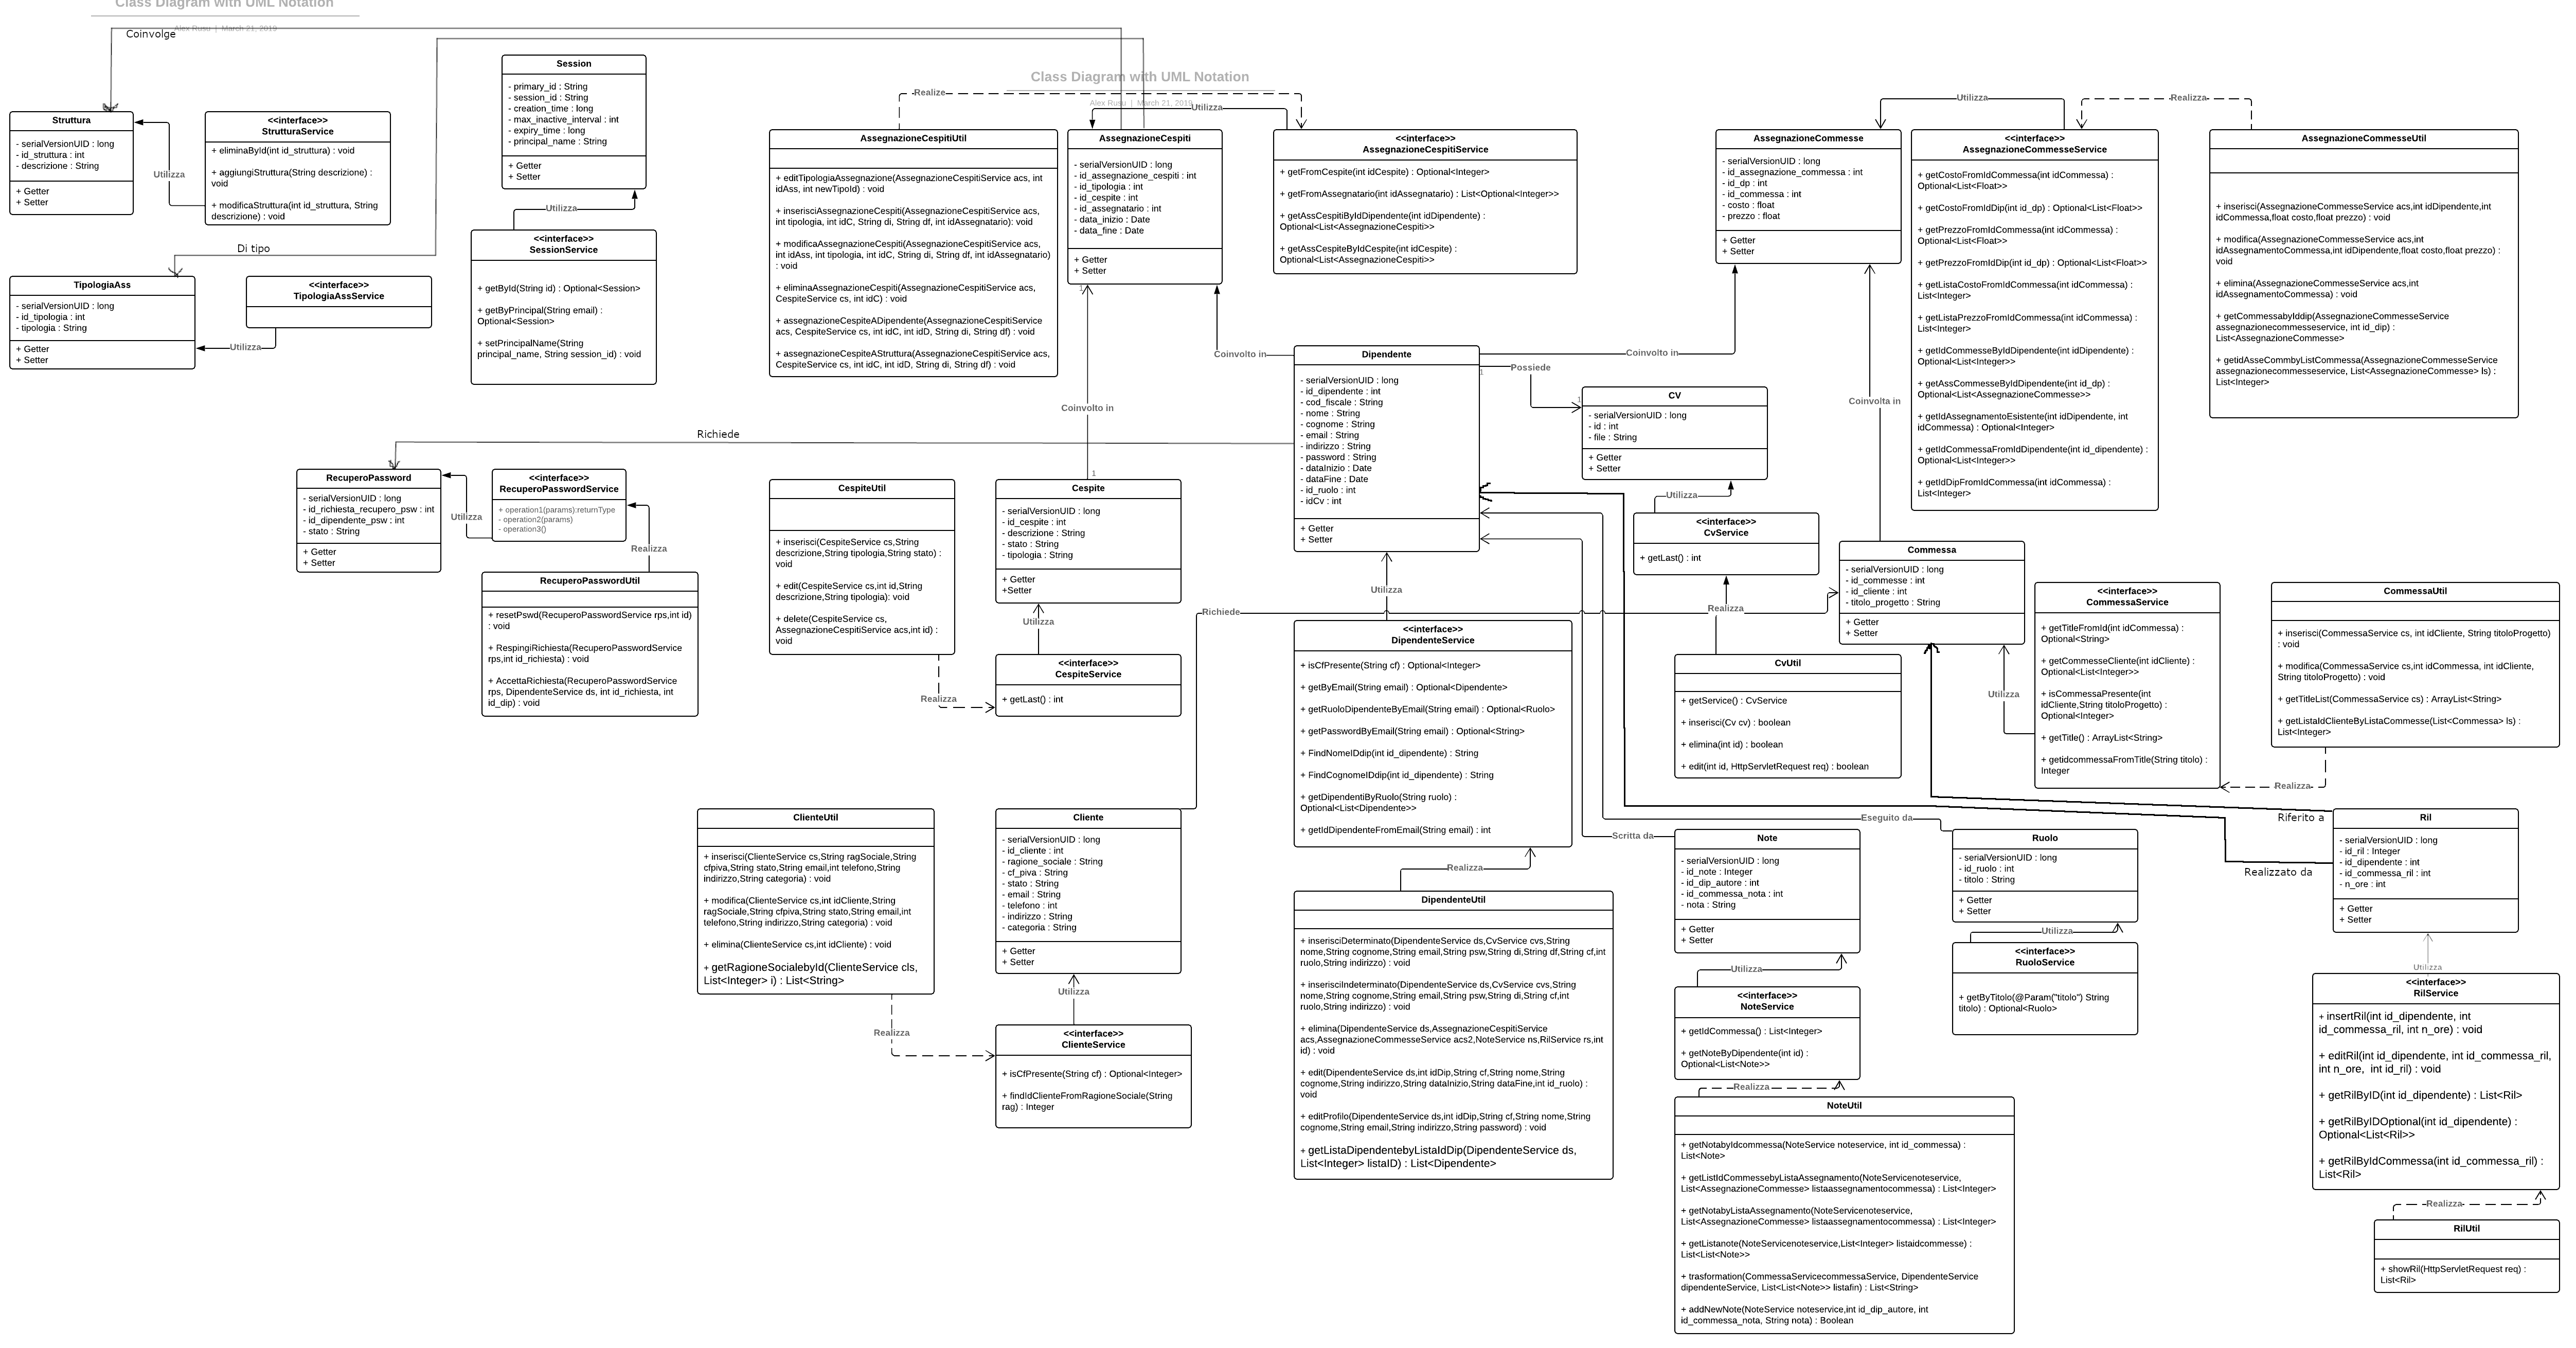 Class Diagram with UML Notation
Alex Rusu | March 21, 2019
Coinvolge
Struttura
- serialVersionUID : long
- id_struttura : int
- descrizione : String
+ Getter
+ Setter
Utilizza
<<interface>>
StrutturaService
+ eliminaById(int id_struttura) : void
+ aggiungiStruttura(String descrizione) :
void
+ modificaStruttura(int id_struttura, String
descrizione) : void
Di tipo
TipologiaAss
- serialVersionUID : long
- id_tipologia : int
- tipologia : String
+ Getter
+ Setter
Utilizza
<<interface>>
TipologiaAssService
Session
- primary_id : String
- session_id : String
- creation_time : long
- max_inactive_interval : int
- expiry_time : long
- principal_name : String
+ Getter
+ Setter
Utilizza
<<interface>>
SessionService
+ getById(String id) : Optional<Session>
+ getByPrincipal(String email) :
Optional<Session>
+ setPrincipalName(String
principal_name, String session_id) : void
Class Diagram with UML Notation
Alex Rusu | March 21, 2019
Realize
Utilizza
AssegnazioneCespitiUtil
+ editTipologiaAssegnazione(AssegnazioneCespitiService acs, int
idAss, int newTipoId) : void
+ inserisciAssegnazioneCespiti(AssegnazioneCespitiService acs,
int tipologia, int idC, String di, String df, int idAssegnatario): void
+ modificaAssegnazioneCespiti(AssegnazioneCespitiService acs,
int idAss, int tipologia, int idC, String di, String df, int idAssegnatario)
: void
+ eliminaAssegnazioneCespiti(AssegnazioneCespitiService acs,
CespiteService cs, int idC) : void
+ assegnazioneCespiteADipendente(AssegnazioneCespitiService
acs, CespiteService cs, int idC, int idD, String di, String df) : void
+ assegnazioneCespiteAStruttura(AssegnazioneCespitiService acs,
CespiteService cs, int idC, int idD, String di, String df) : void
AssegnazioneCespiti
- serialVersionUID : long
- id_assegnazione_cespiti : int
- id_tipologia : int
- id_cespite : int
- id_assegnatario : int
- data_inizio : Date
- data_fine : Date
+ Getter
+ Setter
1
<<interface>>
AssegnazioneCespitiService
+ getFromCespite(int idCespite) : Optional<Integer>
+ getFromAssegnatario(int idAssegnatario) : List<Optional<Integer>>
+ getAssCespitiByIdDipendente(int idDipendente) :
Optional<List<AssegnazioneCespiti>>
+ getAssCespiteByIdCespite(int idCespite) :
Optional<List<AssegnazioneCespiti>>
Utilizza
Realizza
AssegnazioneCommesse
- serialVersionUID : long
- id_assegnazione_commessa : int
- id_dp : int
- id_commessa : int
- costo : float
- prezzo : float
+ Getter
+ Setter
<<interface>>
AssegnazioneCommesseService
+ getCostoFromIdCommessa(int idCommessa) :
Optional<List<Float>>
+ getCostoFromIdDip(int id_dp) : Optional<List<Float>>
+ getPrezzoFromIdCommessa(int idCommessa) :
Optional<List<Float>>
+ getPrezzoFromIdDip(int id_dp) : Optional<List<Float>>
+ getListaCostoFromIdCommessa(int idCommessa) :
List<Integer>
+ getListaPrezzoFromIdCommessa(int idCommessa) :
List<Integer>
+ getIdCommesseByIdDipendente(int idDipendente) :
Optional<List<Integer>>
+ getAssCommesseByIdDipendente(int id_dp) :
Optional<List<AssegnazioneCommesse>>
+ getIdAssegnamentoEsistente(int idDipendente, int
idCommessa) : Optional<Integer>
+ getIdCommessaFromIdDipendente(int id_dipendente) :
Optional<List<Integer>>
+ getIdDipFromIdCommessa(int idCommessa) :
List<Integer>
AssegnazioneCommesseUtil
+ inserisci(AssegnazioneCommesseService acs,int idDipendente,int
idCommessa,float costo,float prezzo) : void
+ modifica(AssegnazioneCommesseService acs,int
idAssegnamentoCommessa,int idDipendente,float costo,float prezzo) :
void
+ elimina(AssegnazioneCommesseService acs,int
idAssegnamentoCommessa) : void
+ getCommessabyIddip(AssegnazioneCommesseService
assegnazionecommesseservice, int id_dip) :
List<AssegnazioneCommesse>
+ getidAsseCommbyListCommessa(AssegnazioneCommesseService
assegnazionecommesseservice, List<AssegnazioneCommesse> ls) :
List<Integer>
Coinvolto in
Coinvolto in
Coinvolto in
Coinvolta in
Possiede
1
1
Dipendente
- serialVersionUID : long
- id_dipendente : int
- cod_fiscale : String
- nome : String
- cognome : String
- email : String
- indirizzo : String
- password : String
- dataInizio : Date
- dataFine : Date
- id_ruolo : int
- idCv : int
+ Getter
+ Setter
CV
- serialVersionUID : long
- id : int
- file : String
+ Getter
+ Setter
Utilizza
<<interface>>
CvService
+ getLast() : int
Richiede
RecuperoPassword
- serialVersionUID : long
- id_richiesta_recupero_psw : int
- id_dipendente_psw : int
- stato : String
+ Getter
+ Setter
Utilizza
<<interface>>
RecuperoPasswordService
+ operation1(params):returnType
- operation2(params)
- operation3()
Realizza
RecuperoPasswordUtil
+ resetPswd(RecuperoPasswordService rps,int id)
: void
+ RespingiRichiesta(RecuperoPasswordService
rps,int id_richiesta) : void
+ AccettaRichiesta(RecuperoPasswordService
rps, DipendenteService ds, int id_richiesta, int
id_dip) : void
CespiteUtil
+ inserisci(CespiteService cs,String
descrizione,String tipologia,String stato) :
void
+ edit(CespiteService cs,int id,String
descrizione,String tipologia): void
+ delete(CespiteService cs,
AssegnazioneCespitiService acs,int id) :
void
Realizza
1
Cespite
- serialVersionUID : long
- id_cespite : int
- descrizione : String
- stato : String
- tipologia : String
+ Getter
+Setter
Utilizza
<<interface>>
CespiteService
+ getLast() : int
Utilizza
Richiede
Realizza
Commessa
- serialVersionUID : long
- id_commesse : int
- id_cliente : int
- titolo_progetto : String
+ Getter
+ Setter
Utilizza
<<interface>>
CommessaService
+ getTitleFromId(int idCommessa) :
Optional<String>
+ getCommesseCliente(int idCliente) :
Optional<List<Integer>>
+ isCommessaPresente(int
idCliente,String titoloProgetto) :
Optional<Integer>
+ getTitle() : ArrayList<String>
+ getidcommessaFromTitle(String titolo) :
Integer
CommessaUtil
+ inserisci(CommessaService cs, int idCliente, String titoloProgetto)
: void
+ modifica(CommessaService cs,int idCommessa, int idCliente,
String titoloProgetto) : void
+ getTitleList(CommessaService cs) : ArrayList<String>
+ getListaIdClienteByListaCommesse(List<Commessa> ls) :
List<Integer>
Realizza
<<interface>>
DipendenteService
+ isCfPresente(String cf) : Optional<Integer>
+ getByEmail(String email) : Optional<Dipendente>
+ getRuoloDipendenteByEmail(String email) : Optional<Ruolo>
+ getPasswordByEmail(String email) : Optional<String>
+ FindNomeIDdip(int id_dipendente) : String
+ FindCognomeIDdip(int id_dipendente) : String
+ getDipendentiByRuolo(String ruolo) :
Optional<List<Dipendente>>
+ getIdDipendenteFromEmail(String email) : int
Realizza
CvUtil
+ getService() : CvService
+ inserisci(Cv cv) : boolean
+ elimina(int id) : boolean
+ edit(int id, HttpServletRequest req) : boolean
ClienteUtil
+ inserisci(ClienteService cs,String ragSociale,String
cfpiva,String stato,String email,int telefono,String
indirizzo,String categoria) : void
+ modifica(ClienteService cs,int idCliente,String
ragSociale,String cfpiva,String stato,String email,int
telefono,String indirizzo,String categoria) : void
+ elimina(ClienteService cs,int idCliente) : void
+ getRagioneSocialebyId(ClienteService cls,
List<Integer> i) : List<String>
Realizza
Cliente
- serialVersionUID : long
- id_cliente : int
- ragione_sociale : String
- cf_piva : String
- stato : String
- email : String
- telefono : int
- indirizzo : String
- categoria : String
+ Getter
+ Setter
Utilizza
<<interface>>
ClienteService
+ isCfPresente(String cf) : Optional<Integer>
+ findIdClienteFromRagioneSociale(String
rag) : Integer
DipendenteUtil
+ inserisciDeterminato(DipendenteService ds,CvService cvs,String
nome,String cognome,String email,String psw,String di,String df,String cf,int
ruolo,String indirizzo) : void
+ inserisciIndeterminato(DipendenteService ds,CvService cvs,String
nome,String cognome,String email,String psw,String di,String cf,int
ruolo,String indirizzo) : void
+ elimina(DipendenteService ds,AssegnazioneCespitiService
acs,AssegnazioneCommesseService acs2,NoteService ns,RilService rs,int
id) : void
+ edit(DipendenteService ds,int idDip,String cf,String nome,String
cognome,String indirizzo,String dataInizio,String dataFine,int id_ruolo) :
void
+ editProfilo(DipendenteService ds,int idDip,String cf,String nome,String
cognome,String email,String indirizzo,String password) : void
+ getListaDipendentebyListaIdDip(DipendenteService ds,
List<Integer> listaID) : List<Dipendente>
Scritta da
Eseguito da
Riferito a
Realizzato da
Note
- serialVersionUID : long
- id_note : Integer
- id_dip_autore : int
- id_commessa_nota : int
- nota : String
+ Getter
+ Setter
Utilizza
<<interface>>
NoteService
+ getIdCommessa() : List<Integer>
+ getNoteByDipendente(int id) :
Optional<List<Note>>
Realizza
NoteUtil
+ getNotabyIdcommessa(NoteService noteservice, int id_commessa) :
List<Note>
+ getListIdCommessebyListaAssegnamento(NoteServicenoteservice,
List<AssegnazioneCommesse> listaassegnamentocommessa) : List<Integer>
+ getNotabyListaAssegnamento(NoteServicenoteservice,
List<AssegnazioneCommesse> listaassegnamentocommessa) : List<Integer>
+ getListanote(NoteServicenoteservice,List<Integer> listaidcommesse) :
List<List<Note>>
+ trasformation(CommessaServicecommessaService, DipendenteService
dipendenteService, List<List<Note>> listafin) : List<String>
+ addNewNote(NoteService noteservice,int id_dip_autore, int
id_commessa_nota, String nota) : Boolean
Ruolo
- serialVersionUID : long
- id_ruolo : int
- titolo : String
+ Getter
+ Setter
Utilizza
<<interface>>
RuoloService
+ getByTitolo(@Param("titolo") String
titolo) : Optional<Ruolo>
Ril
- serialVersionUID : long
- id_ril : Integer
- id_dipendente : int
- id_commessa_ril : int
- n_ore : int
+ Getter
+ Setter
Utilizza
<<interface>>
RilService
+ insertRil(int id_dipendente, int
id_commessa_ril, int n_ore) : void
+ editRil(int id_dipendente, int id_commessa_ril,
int n_ore, int id_ril) : void
+ getRilByID(int id_dipendente) : List<Ril>
+ getRilByIDOptional(int id_dipendente) :
Optional<List<Ril>>
+ getRilByIdCommessa(int id_commessa_ril) :
List<Ril>
Realizza
RilUtil
+ showRil(HttpServletRequest req) :
List<Ril>